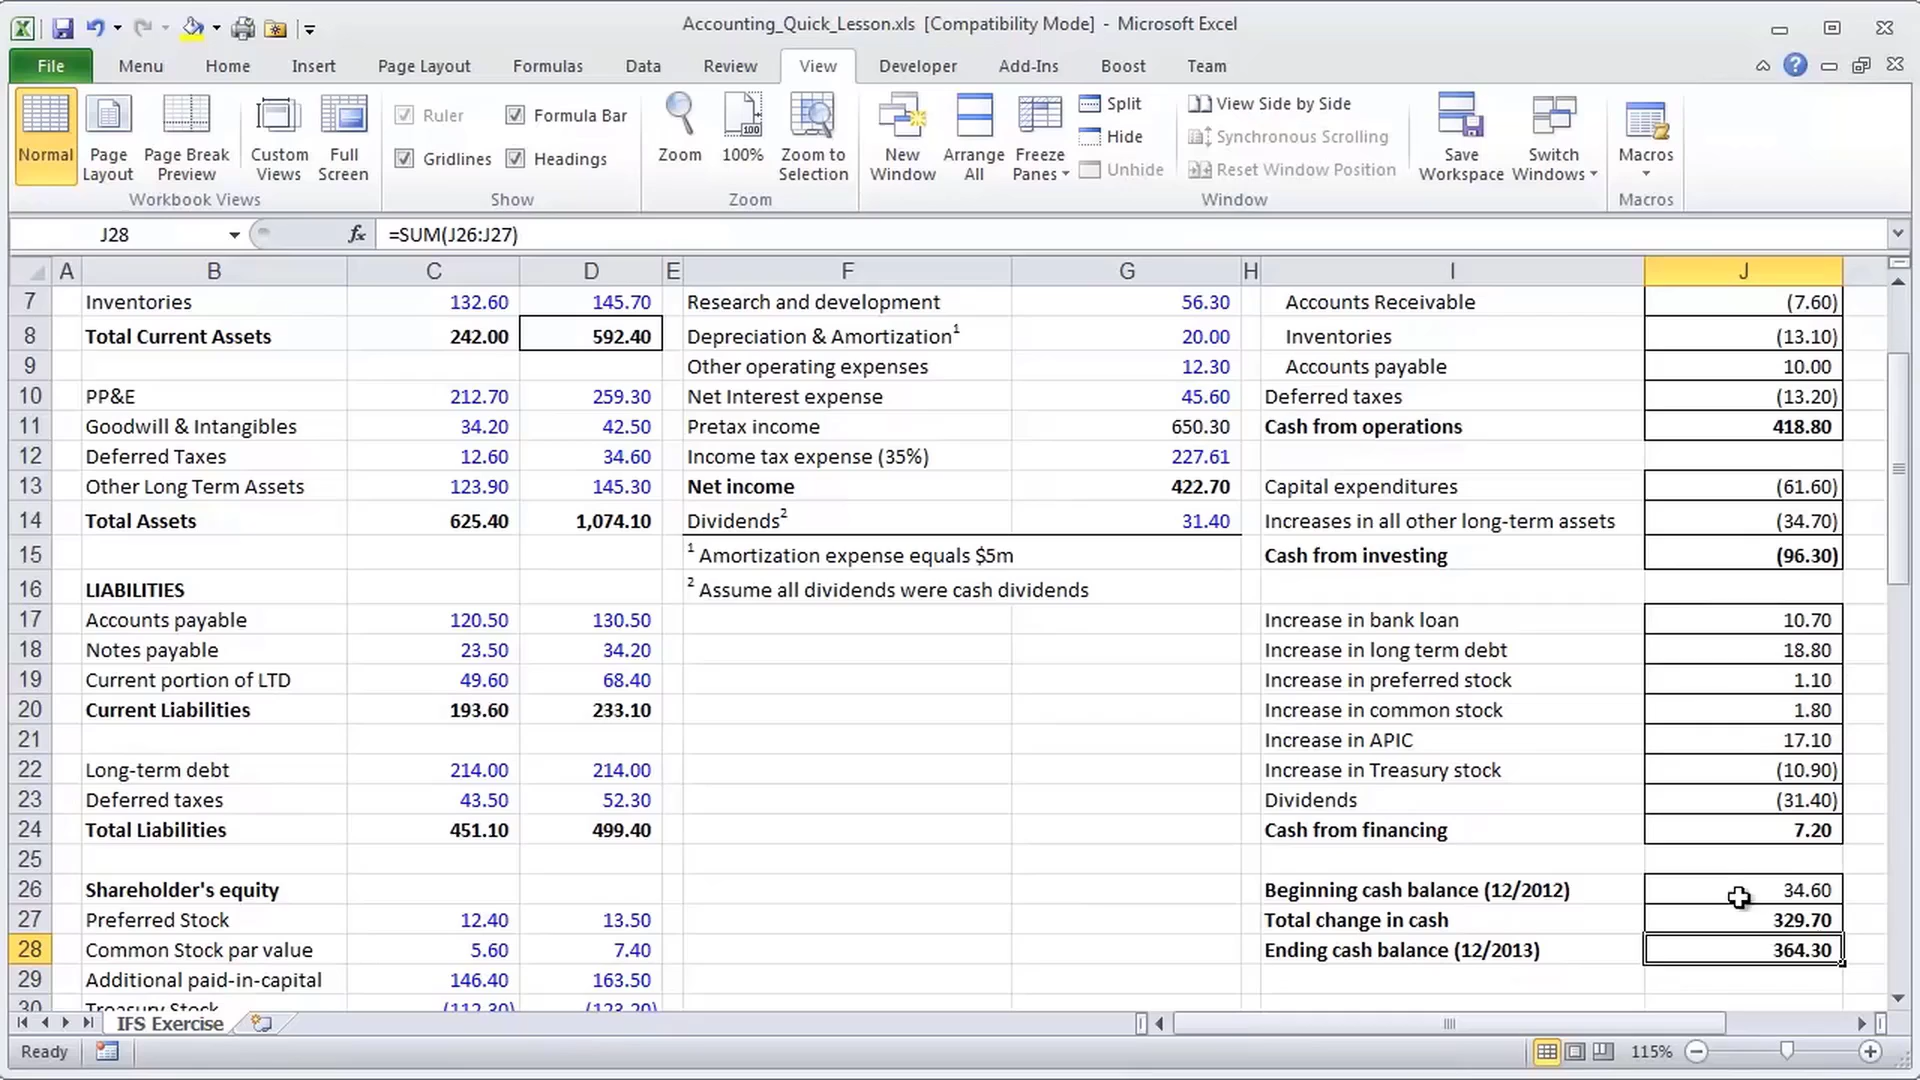 Accounting_Quick_Lesson.xls [Compatibility Mode] - Microsoft Excel
File Menu Home Insert Page Layout Formulas Data Review View Developer Add-Ins Boost Team
Normal Page Layout Page Break Preview Custom Views Full Screen
Workbook Views
Ruler Formula Bar
Gridlines Headings
Show
Zoom 100% Zoom to Selection
Zoom
New Window Arrange All Freeze Panes
Split
Hide
Unhide
View Side by Side
Synchronous Scrolling
Reset Window Position
Save Workspace Switch Windows
Window
Macros
Macros
J28 fx =SUM(J26:J27)
A B C D E F G H I J
7 Inventories 132.60 145.70 Research and development 56.30 Accounts Receivable (7.60)
8 Total Current Assets 242.00 592.40 Depreciation & Amortization1 20.00 Inventories (13.10)
9 Other operating expenses 12.30 Accounts payable 10.00
10 PP&E 212.70 259.30 Net Interest expense 45.60 Deferred taxes (13.20)
11 Goodwill & Intangibles 34.20 42.50 Pretax income 650.30 Cash from operations 418.80
12 Deferred Taxes 12.60 34.60 Income tax expense (35%) 227.61
13 Other Long Term Assets 123.90 145.30 Net income 422.70 Capital expenditures (61.60)
14 Total Assets 625.40 1,074.10 Dividends2 31.40 Increases in all other long-term assets (34.70)
15 1 Amortization expense equals $5m Cash from investing (96.30)
16 LIABILITIES 2 Assume all dividends were cash dividends
17 Accounts payable 120.50 130.50 Increase in bank loan 10.70
18 Notes payable 23.50 34.20 Increase in long term debt 18.80
19 Current portion of LTD 49.60 68.40 Increase in preferred stock 1.10
20 Current Liabilities 193.60 233.10 Increase in common stock 1.80
21 Increase in APIC 17.10
22 Long-term debt 214.00 214.00 Increase in Treasury stock (10.90)
23 Deferred taxes 43.50 52.30 Dividends (31.40)
24 Total Liabilities 451.10 499.40 Cash from financing 7.20
25
26 Shareholder's equity Beginning cash balance (12/2012) 34.60
27 Preferred Stock 12.40 13.50 Total change in cash 329.70
28 Common Stock par value 5.60 7.40 Ending cash balance (12/2013) 364.30
29 Additional paid-in-capital 146.40 163.50
30 Treasury Stock (112.30) (123.20)
IFS Exercise
Ready 115%